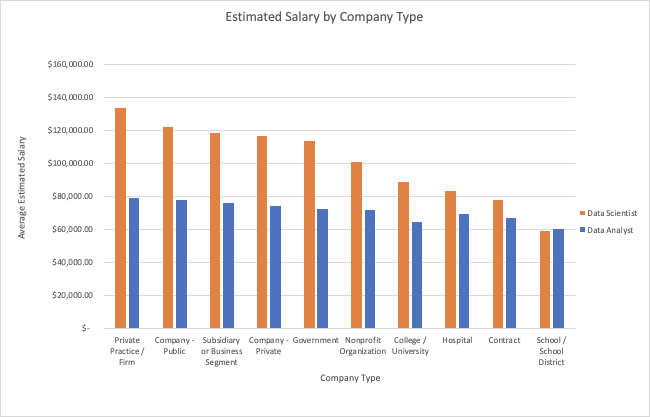 Estimated Salary by Company Type
$160,000.00
$140,000.00
$120,000.00
$100,000.00
$80,000.00
$60,000.00
$40,000.00
$20,000.00
$-
Average Estimated Salary
Private
Practice /
Firm
Company -
Public
Subsidiary
or Business
Segment
Company -
Private
Government
Nonprofit
Organization
College /
University
Hospital
Contract
School /
School
District
Company Type
Data Scientist
Data Analyst